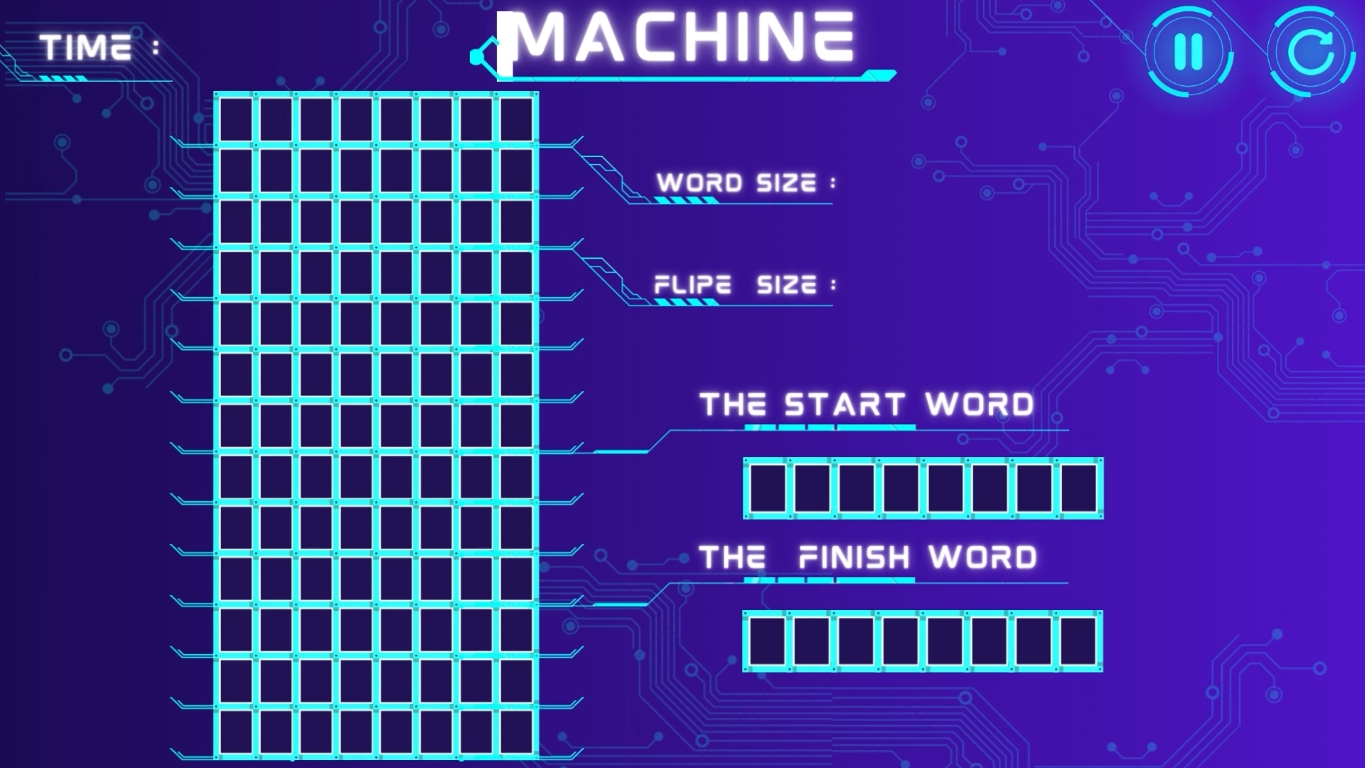 MACHINE
TIME :
WORD SIZE :
FLIPE SIZE :
THE START WORD
THE FINISH WORD